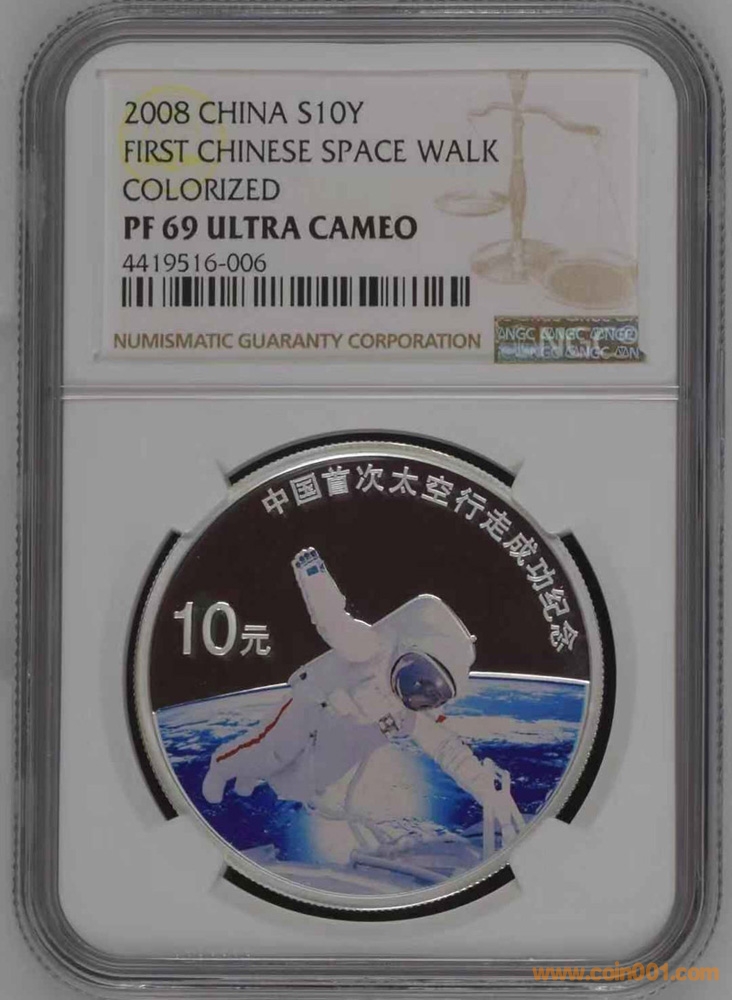 2008 CHINA S10Y
FIRST CHINESE SPACE WALK
COLORIZED
PF 69 ULTRA CAMEO
4419516-006
NUMISMATIC GUARANTY CORPORATION
NGC
中国首次太空行走成功纪念
10元
www.coin001.com